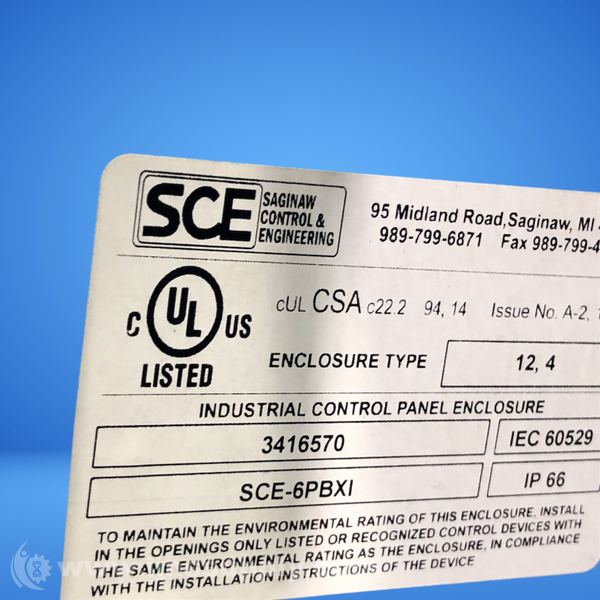 SCE SAGINAW CONTROL & ENGINEERING
95 Midland Road, Saginaw, MI
989-799-6871 Fax 989-799-4
C UL US
LISTED
cUL CSA C22.2 94, 14 Issue No. A-2,
ENCLOSURE TYPE 12, 4
INDUSTRIAL CONTROL PANEL ENCLOSURE
3416570 IEC 60529
SCE-6PBXI IP 66
TO MAINTAIN THE ENVIRONMENTAL RATING OF THIS ENCLOSURE, INSTALL
IN THE OPENINGS ONLY LISTED OR RECOGNIZED CONTROL DEVICES WITH
THE SAME ENVIRONMENTAL RATING AS THE ENCLOSURE, IN COMPLIANCE
WITH THE INSTALLATION INSTRUCTIONS OF THE DEVICE